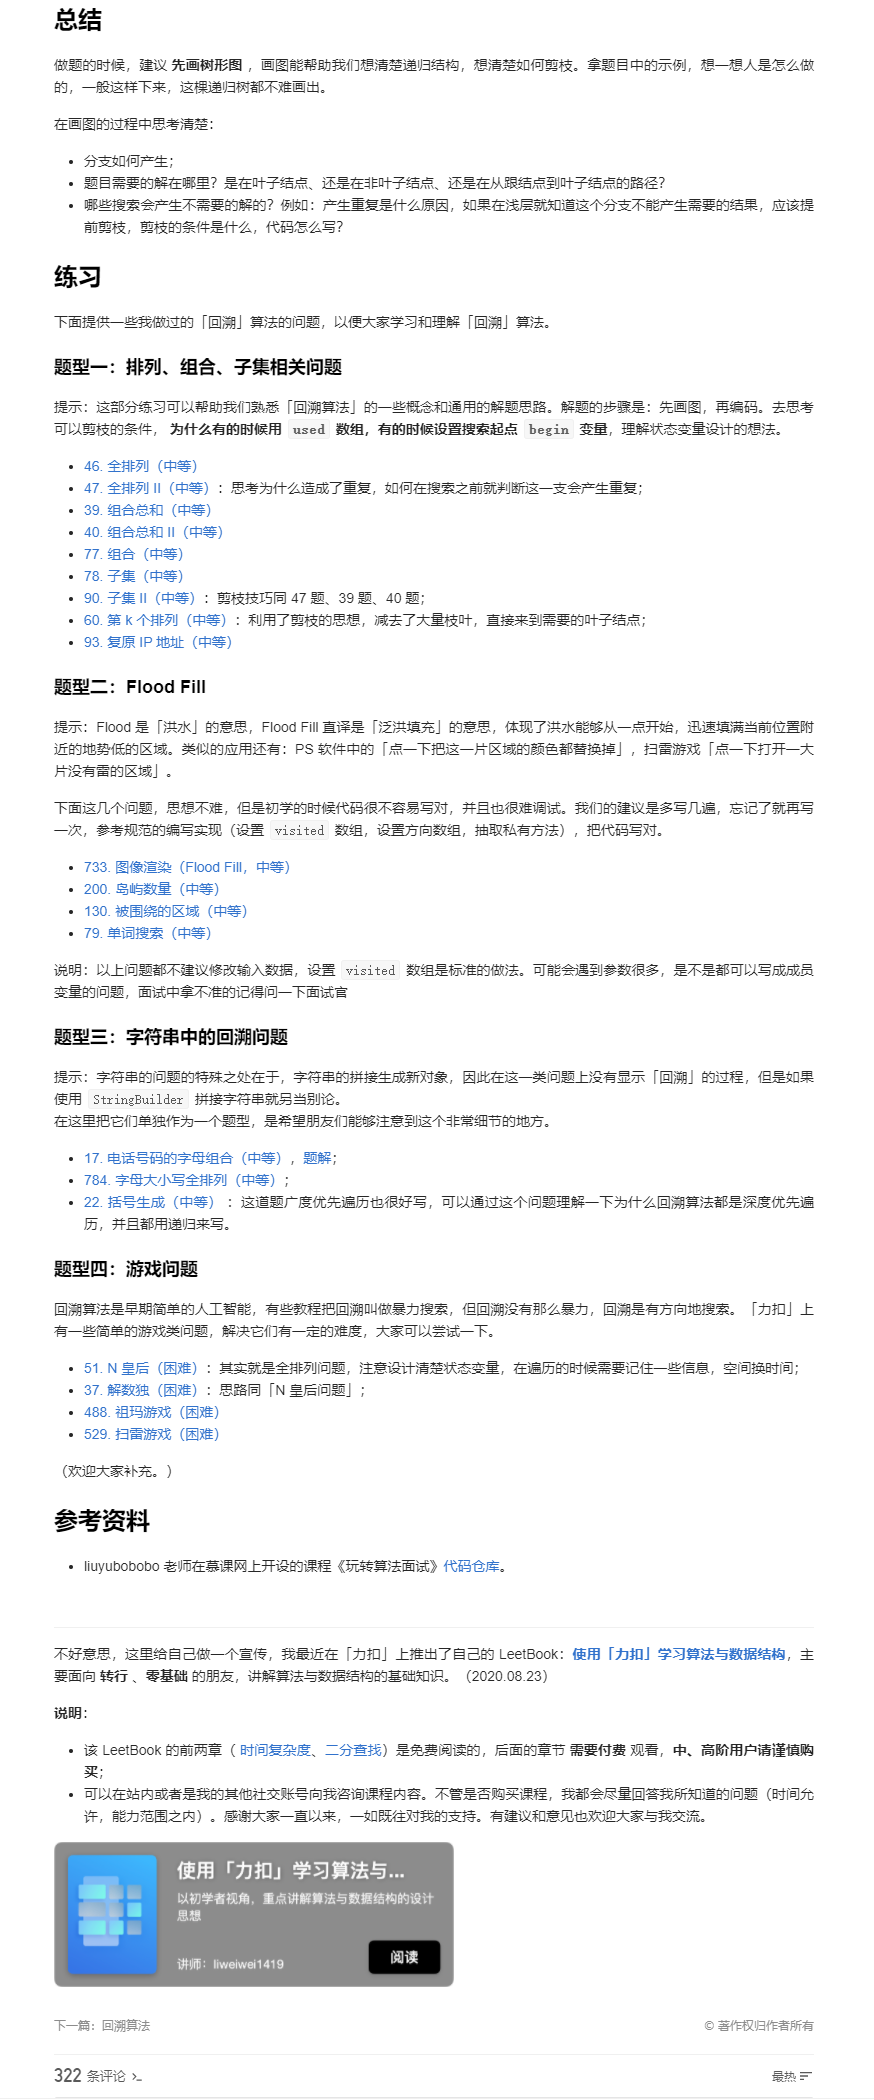 总结
做题的时候，建议 先画树形图 ，画图能帮助我们想清楚递归结构，想清楚如何剪枝。拿题目中的示例，想一想人是怎么做
的，一般这样下来，这棵递归树都不难画出。
在画图的过程中思考清楚：
• 分支如何产生；
• 题目需要的解在哪里？是在叶子结点、还是在非叶子结点、还是在从跟结点到叶子结点的路径？
• 哪些搜索会产生不需要的解的？例如：产生重复是什么原因，如果在浅层就知道这个分支不能产生需要的结果，应该提
前剪枝，剪枝的条件是什么，代码怎么写？
练习
下面提供一些我做过的「回溯」算法的问题，以便大家学习和理解「回溯」算法。
题型一：排列、组合、子集相关问题
提示：这部分练习可以帮助我们熟悉「回溯算法」的一些概念和通用的解题思路。解题的步骤是：先画图，再编码。去思考
可以剪枝的条件， 为什么有的时候用 used 数组，有的时候设置搜索起点 begin 变量，理解状态变量设计的想法。
• 46. 全排列（中等）
• 47. 全排列 II（中等）：思考为什么造成了重复，如何在搜索之前就判断这一支会产生重复；
• 39. 组合总和（中等）
• 40. 组合总和 II（中等）
• 77. 组合（中等）
• 78. 子集（中等）
• 90. 子集 II（中等）：剪枝技巧同 47 题、39 题、40 题；
• 60. 第 k 个排列（中等）：利用了剪枝的思想，减去了大量枝叶，直接来到需要的叶子结点；
• 93. 复原 IP 地址（中等）
题型二：Flood Fill
提示：Flood 是「洪水」的意思，Flood Fill 直译是「泛洪填充」的意思，体现了洪水能够从一点开始，迅速填满当前位置附
近的地势低的区域。类似的应用还有：PS 软件中的「点一下把这一片区域的颜色都替换掉」，扫雷游戏「点一下打开一大
片没有雷的区域」。
下面这几个问题，思想不难，但是初学的时候代码很不容易写对，并且也很难调试。我们的建议是多写几遍，忘记了就再写
一次，参考规范的编写实现（设置 visited 数组，设置方向数组，抽取私有方法），把代码写对。
• 733. 图像渲染（Flood Fill，中等）
• 200. 岛屿数量（中等）
• 130. 被围绕的区域（中等）
• 79. 单词搜索（中等）
说明：以上问题都不建议修改输入数据，设置 visited 数组是标准的做法。可能会遇到参数很多，是不是都可以写成成员
变量的问题，面试中拿不准的记得问一下面试官
题型三：字符串中的回溯问题
提示：字符串的问题的特殊之处在于，字符串的拼接生成新对象，因此在这一类问题上没有显示「回溯」的过程，但是如果
使用 StringBuilder 拼接字符串就另当别论。
在这里把它们单独作为一个题型，是希望朋友们能够注意到这个非常细节的地方。
• 17. 电话号码的字母组合（中等），题解；
• 784. 字母大小写全排列（中等）；
• 22. 括号生成（中等） ：这道题广度优先遍历也很好写，可以通过这个问题理解一下为什么回溯算法都是深度优先遍
历，并且都用递归来写。
题型四：游戏问题
回溯算法是早期简单的人工智能，有些教程把回溯叫做暴力搜索，但回溯没有那么暴力，回溯是有方向地搜索。「力扣」上
有一些简单的游戏类问题，解决它们有一定的难度，大家可以尝试一下。
• 51. N 皇后（困难）：其实就是全排列问题，注意设计清楚状态变量，在遍历的时候需要记住一些信息，空间换时间；
• 37. 解数独（困难）：思路同「N 皇后问题」；
• 488. 祖玛游戏（困难）
• 529. 扫雷游戏（困难）
（欢迎大家补充。）
参考资料
• liuyubobobo 老师在慕课网上开设的课程《玩转算法面试》代码仓库。
不好意思，这里给自己做一个宣传，我最近在「力扣」上推出了自己的 LeetBook：使用「力扣」学习算法与数据结构，主
要面向 转行 、零基础 的朋友，讲解算法与数据结构的基础知识。（2020.08.23）
说明：
• 该 LeetBook 的前两章（ 时间复杂度、二分查找）是免费阅读的，后面的章节 需要付费 观看，中、高阶用户请谨慎购
买；
• 可以在站内或者是我的其他社交账号向我咨询课程内容。不管是否购买课程，我都会尽量回答我所知道的问题（时间允
许，能力范围之内）。感谢大家一直以来，一如既往对我的支持。有建议和意见也欢迎大家与我交流。
使用「力扣」学习算法与...
以初学者视角，重点讲解算法与数据结构的设计
思想
讲师：liweiwei1419
阅读
下一篇：回溯算法
© 著作权归作者所有
322 条评论
最热